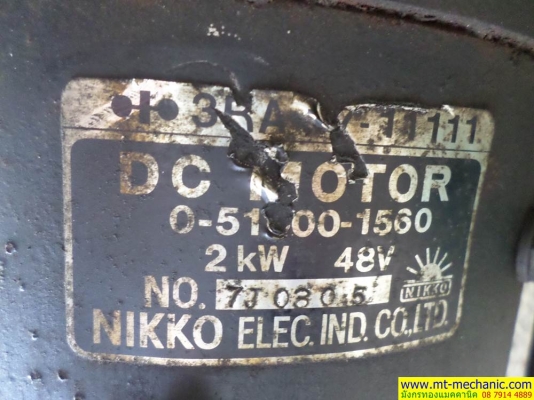 DC MOTOR
2 kW 48V
NO. 7J 08 0.5 NIKKO
NIKKO ELEC. IND. CO., LTD.
www.mt-mechanic.com
มังกรทองแมคคานิค 08 7914 4889